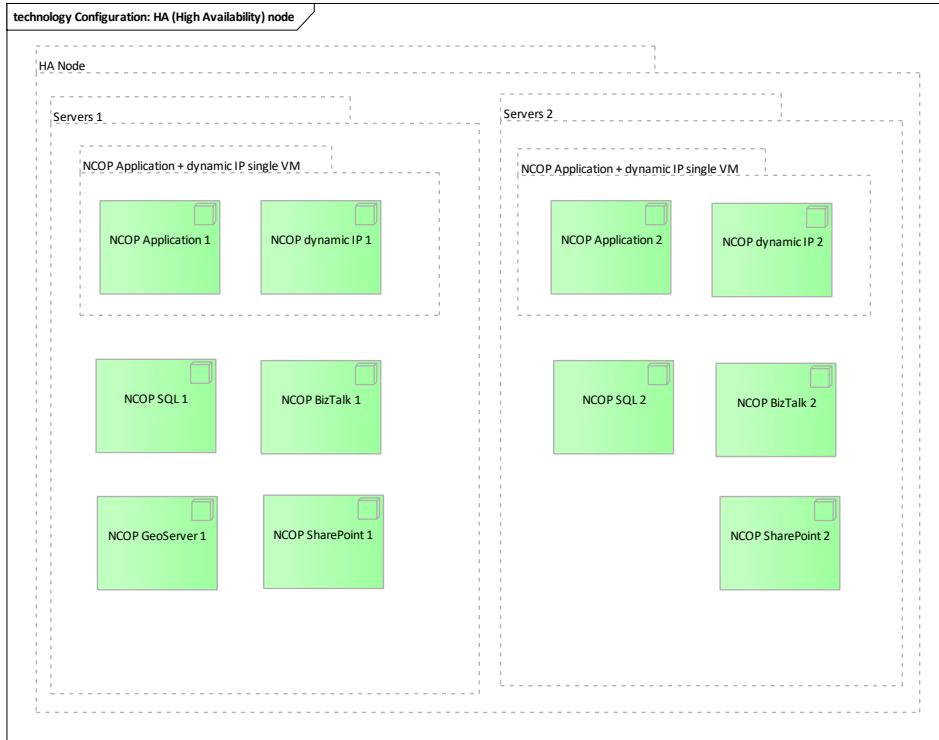 technology Configuration: HA (High Availability) node
HA Node
Servers 1
NCOP Application + dynamic IP single VM
NCOP Application 1
NCOP dynamic IP 1
NCOP SQL 1
NCOP BizTalk 1
NCOP GeoServer 1
NCOP SharePoint 1
Servers 2
NCOP Application + dynamic IP single VM
NCOP Application 2
NCOP dynamic IP 2
NCOP SQL 2
NCOP BizTalk 2
NCOP SharePoint 2